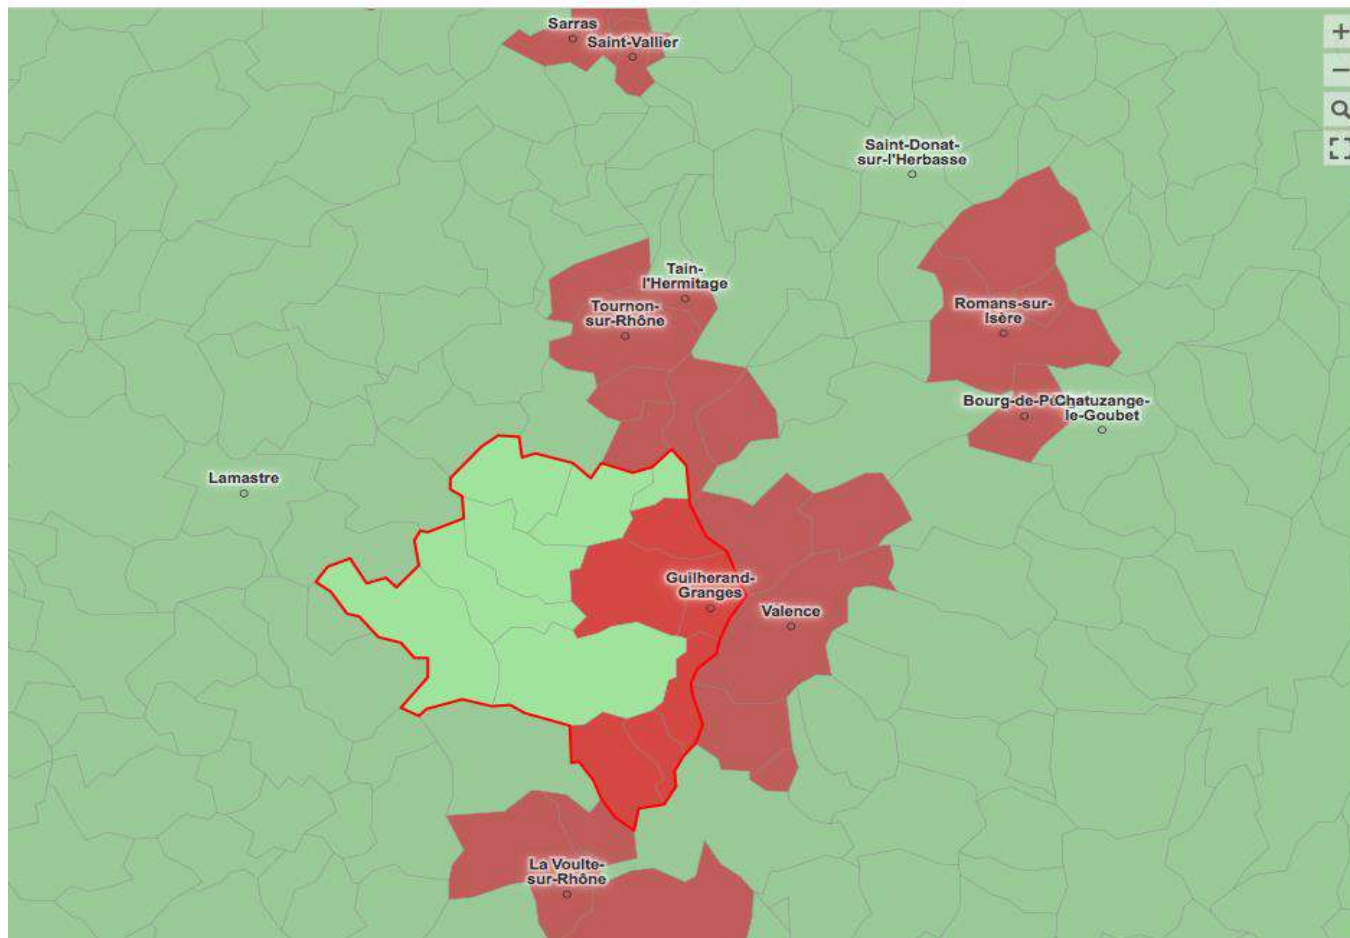 Sarras
Saint-Vallier
+
−
Saint-Donat-
sur-l'Herbasse
Tain-
l'Hermitage
Tournon-
sur-Rhône
Romans-sur-
Isère
Chatuzange-
le-Goubet
Lamastre
Guilherand-
Granges
Valence
La Voulte-
sur-Rhône